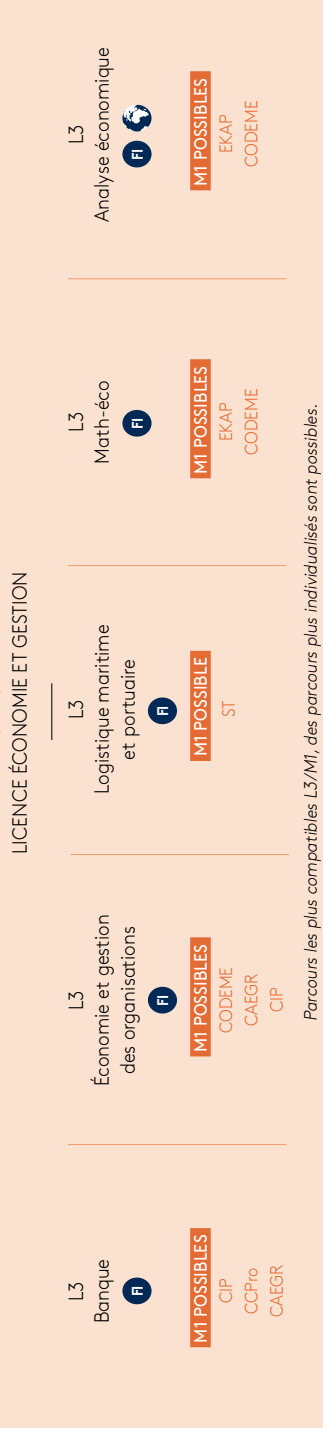 LICENCE ÉCONOMIE ET GESTION
L3
Banque
FI
M1 POSSIBLES
CIP
CCPro
CAEGR
L3
Économie et gestion
des organisations
FI
M1 POSSIBLES
CODEME
CAEGR
CIP
L3
Logistique maritime
et portuaire
FI
M1 POSSIBLE
ST
L3
Math-éco
FI
M1 POSSIBLES
EKAP
CODEME
L3
Analyse économique
FI
M1 POSSIBLES
EKAP
CODEME
Parcours les plus compatibles L3/M1, des parcours plus individualisés sont possibles.